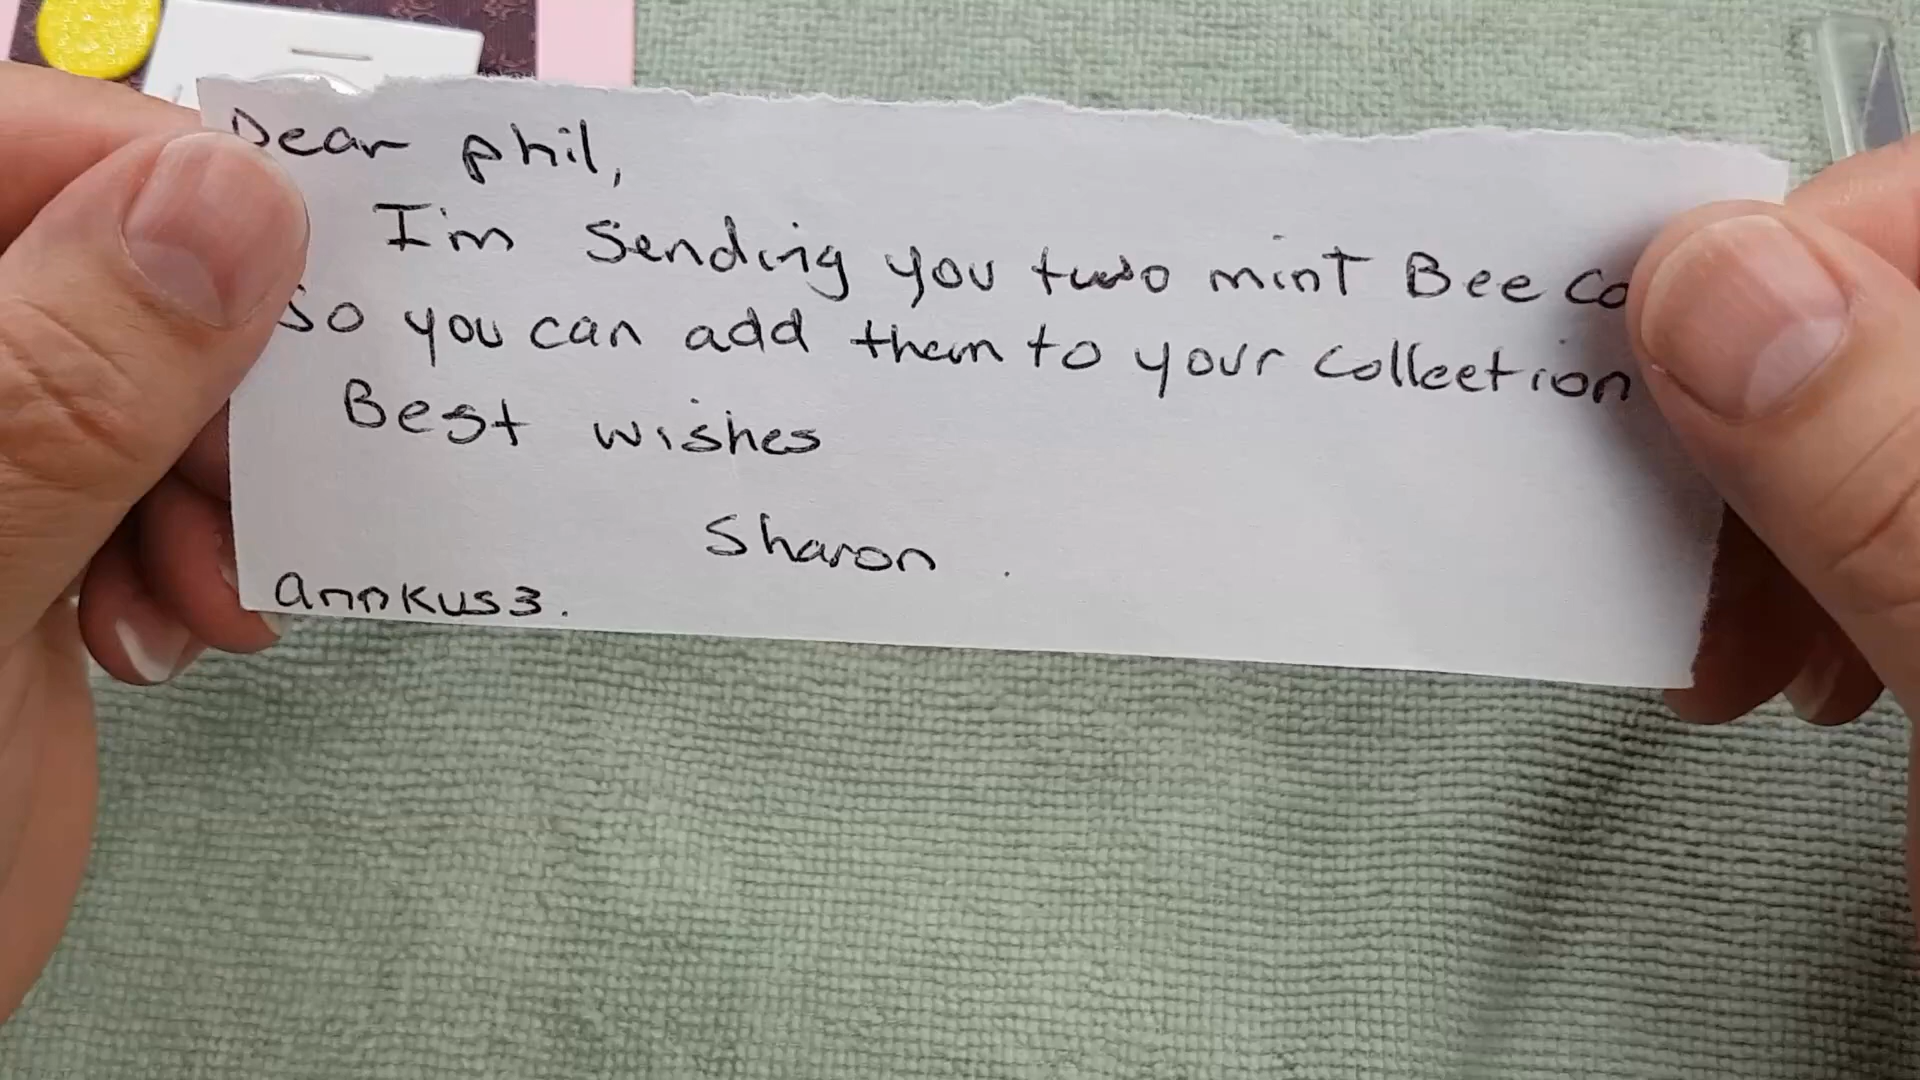 Dear phil,
I'm sending you two mint Bee Co
so you can add them to your collection
Best wishes
Sharon
annkus3.